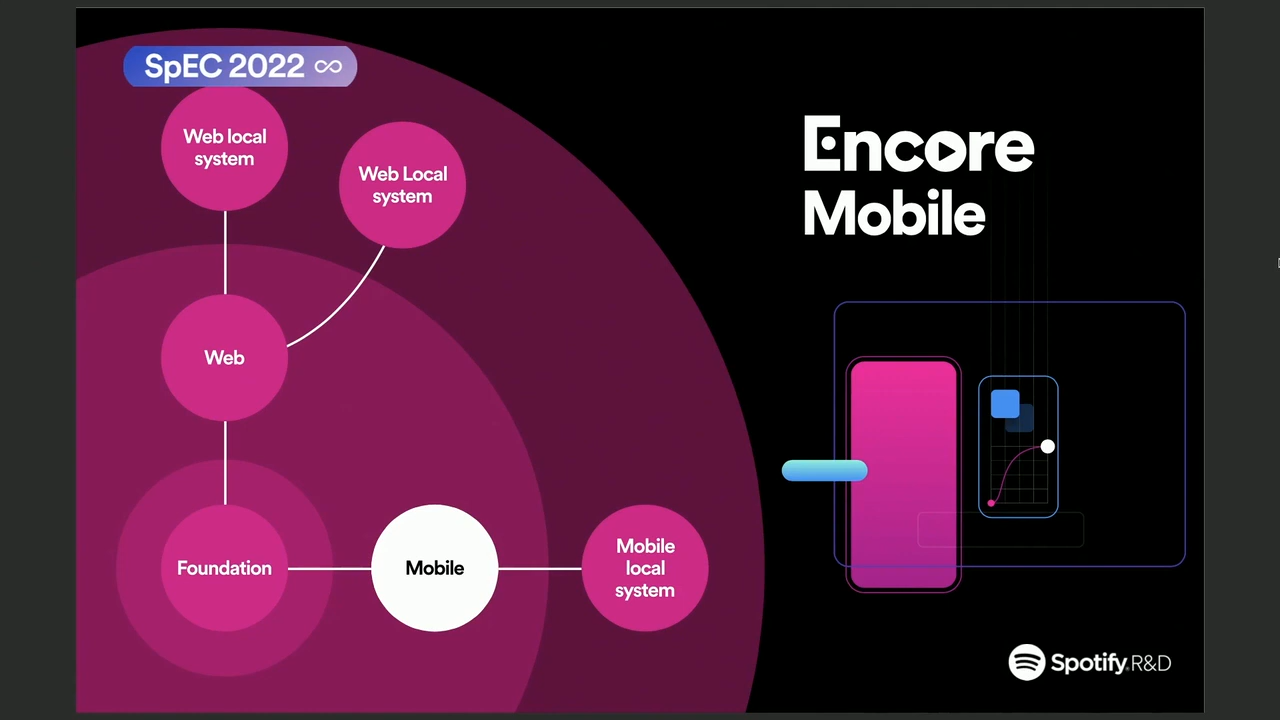 SpEC 2022 ∞
Web local
system
Web Local
system
Web
Foundation
Mobile
Mobile
local
system
Encore
Mobile
Spotify R&D